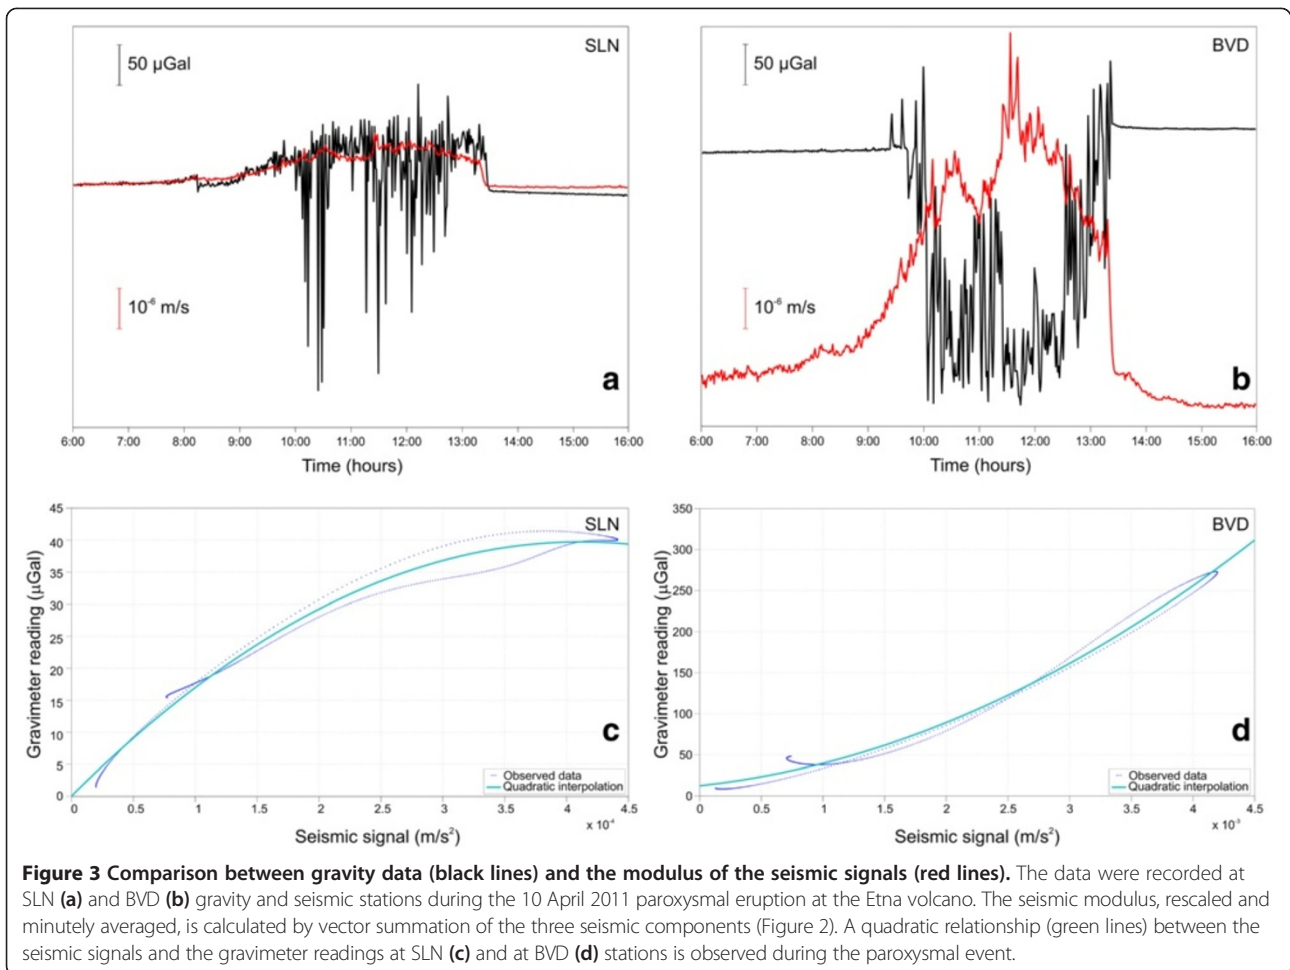 SLN
50 µGal
10⁻⁶ m/s
a
6:00 7:00 8:00 9:00 10:00 11:00 12:00 13:00 14:00 15:00 16:00
Time (hours)
BVD
50 µGal
10⁻⁶ m/s
b
6:00 7:00 8:00 9:00 10:00 11:00 12:00 13:00 14:00 15:00 16:00
Time (hours)
Gravimeter reading (µGal)
45
40
35
30
25
20
15
10
5
0
SLN
c
Observed data
Quadratic interpolation
0 0.5 1 1.5 2 2.5 3 3.5 4 4.5
x 10⁻⁴
Seismic signal (m/s²)
Gravimeter reading (µGal)
350
300
250
200
150
100
50
0
BVD
d
Observed data
Quadratic interpolation
0 0.5 1 1.5 2 2.5 3 3.5 4 4.5
x 10⁻³
Seismic signal (m/s²)
Figure 3 Comparison between gravity data (black lines) and the modulus of the seismic signals (red lines). The data were recorded at
SLN (a) and BVD (b) gravity and seismic stations during the 10 April 2011 paroxysmal eruption at the Etna volcano. The seismic modulus, rescaled and
minutely averaged, is calculated by vector summation of the three seismic components (Figure 2). A quadratic relationship (green lines) between the
seismic signals and the gravimeter readings at SLN (c) and at BVD (d) stations is observed during the paroxysmal event.